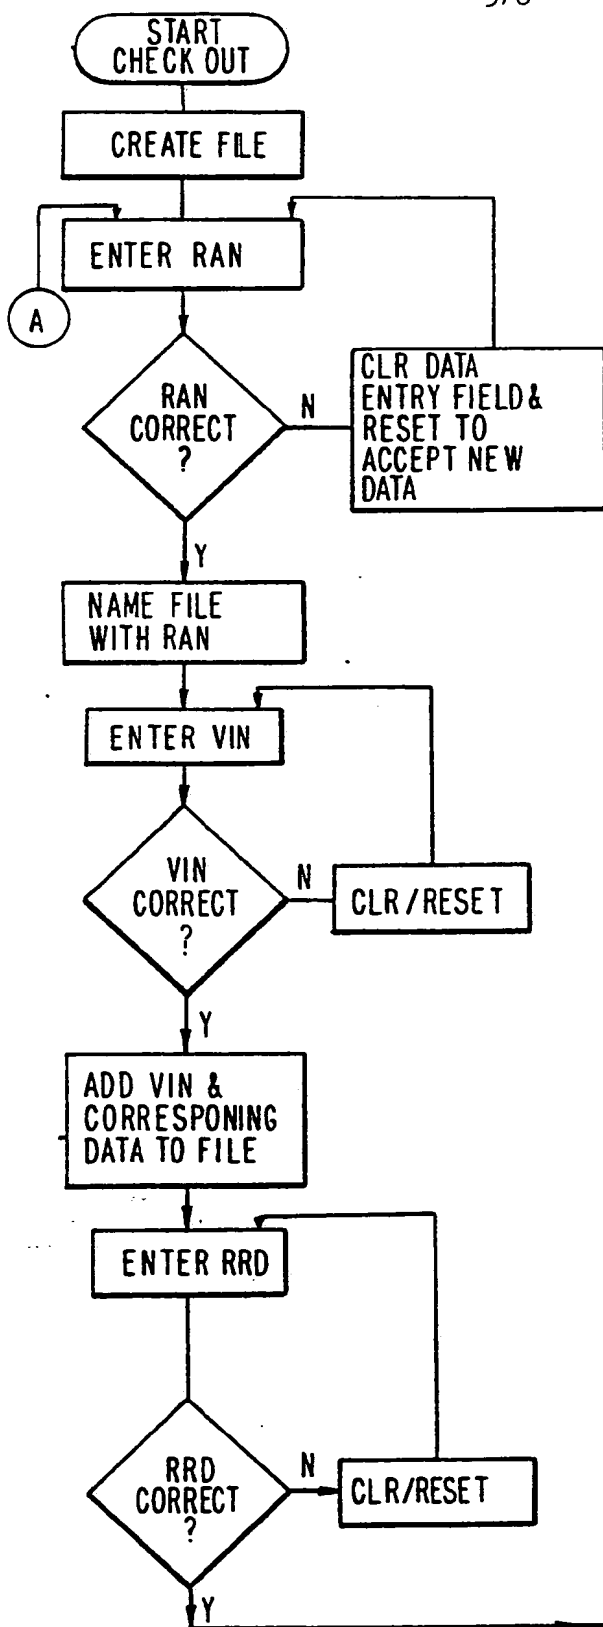 START
CHECK OUT
CREATE FILE
ENTER RAN
A
RAN
CORRECT
?
N
CLR DATA
ENTRY FIELD &
RESET TO
ACCEPT NEW
DATA
Y
NAME FILE
WITH RAN
ENTER VIN
VIN
CORRECT
?
N
CLR/RESET
Y
ADD VIN &
CORRESPONING
DATA TO FILE
ENTER RRD
RRD
CORRECT
?
N
CLR/RESET
Y